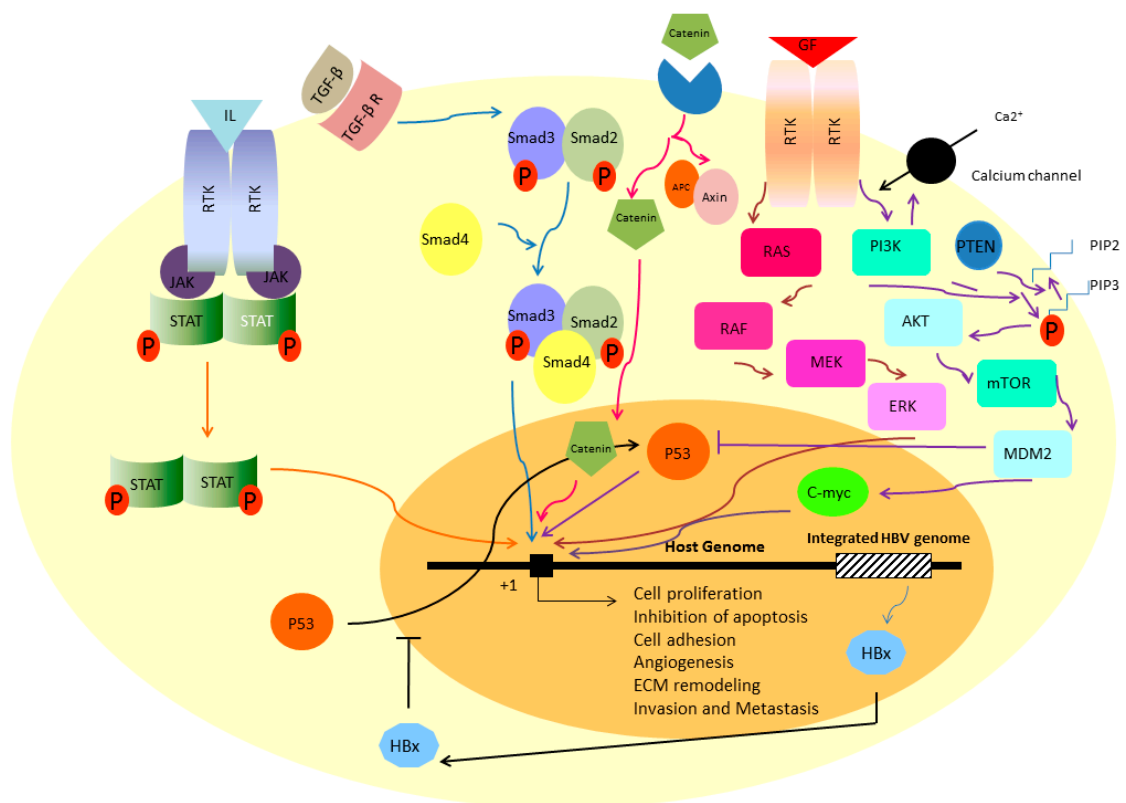 Catenin
GF
TGF-β
TGF-β R
IL
RTK
RTK
RTK
RTK
Ca2+
Calcium channel
Smad3
Smad2
P
P
APC
Axin
Catenin
Smad4
RAS
PI3K
PTEN
PIP2
PIP3
JAK
JAK
STAT
STAT
P
P
Smad3
Smad2
P
P
Smad4
RAF
AKT
P
MEK
mTOR
ERK
Catenin
P53
MDM2
STAT
STAT
P
P
C-myc
Host Genome
Integrated HBV genome
+1
Cell proliferation
Inhibition of apoptosis
Cell adhesion
Angiogenesis
ECM remodeling
Invasion and Metastasis
P53
HBx
HBx